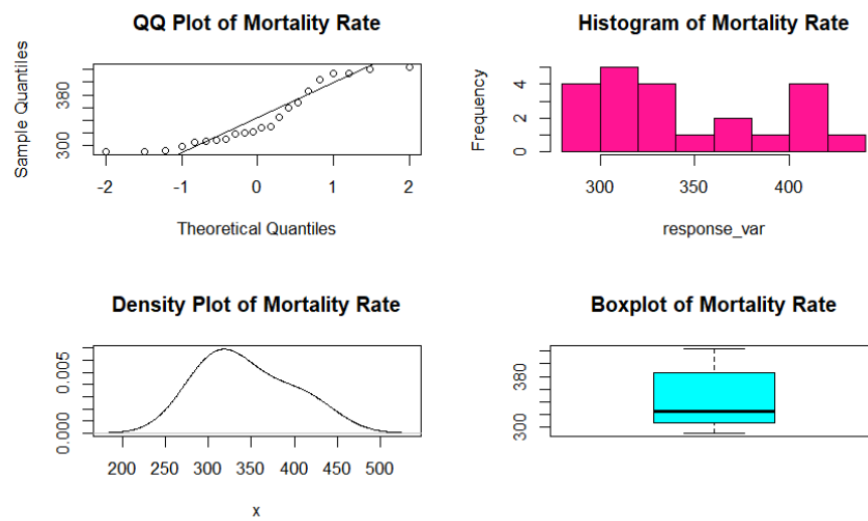 QQ Plot of Mortality Rate
Sample Quantiles
300 380
-2 -1 0 1 2
Theoretical Quantiles
Histogram of Mortality Rate
Frequency
0 2 4
300 350 400
response_var
Density Plot of Mortality Rate
0.000 0.005
200 250 300 350 400 450 500
x
Boxplot of Mortality Rate
300 380